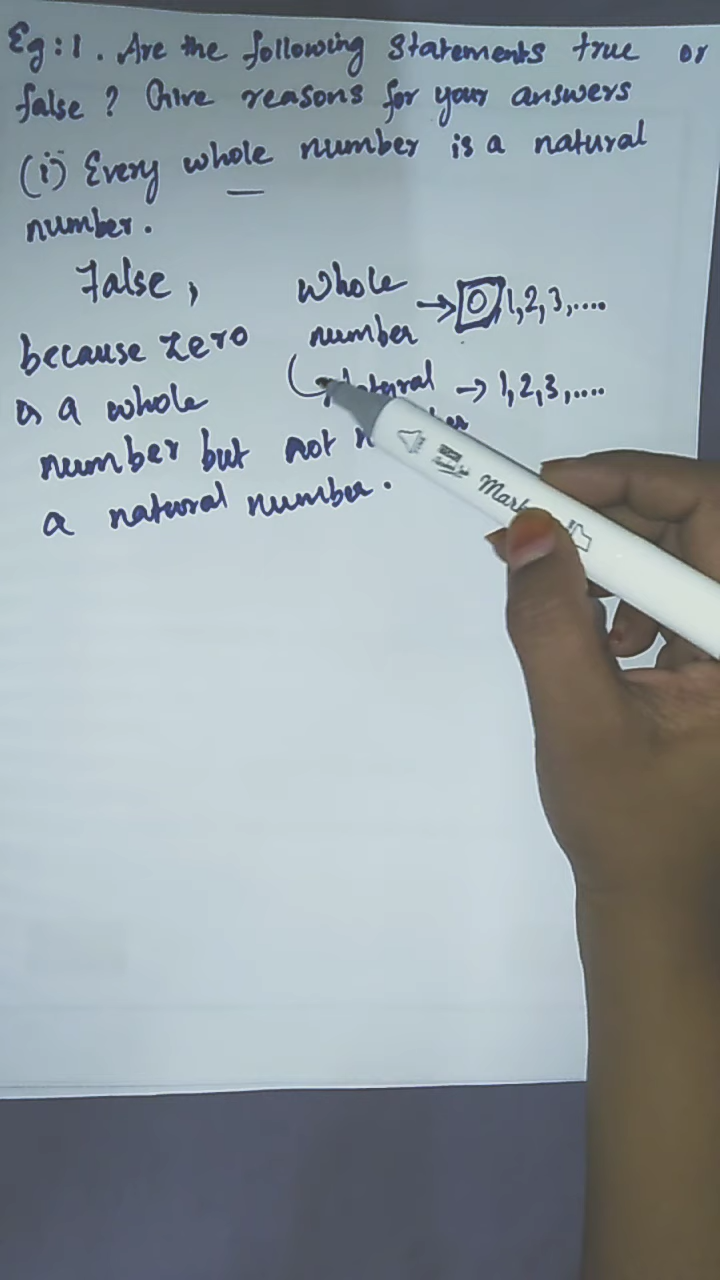 Eg:1. Are the following statements true or
false ? Give reasons for your answers
(i) Every whole number is a natural
number.
False,
because zero
is a whole
number but not
a natural number.
whole
number → 0, 1, 2, 3, ....
Natural → 1, 2, 3, ....